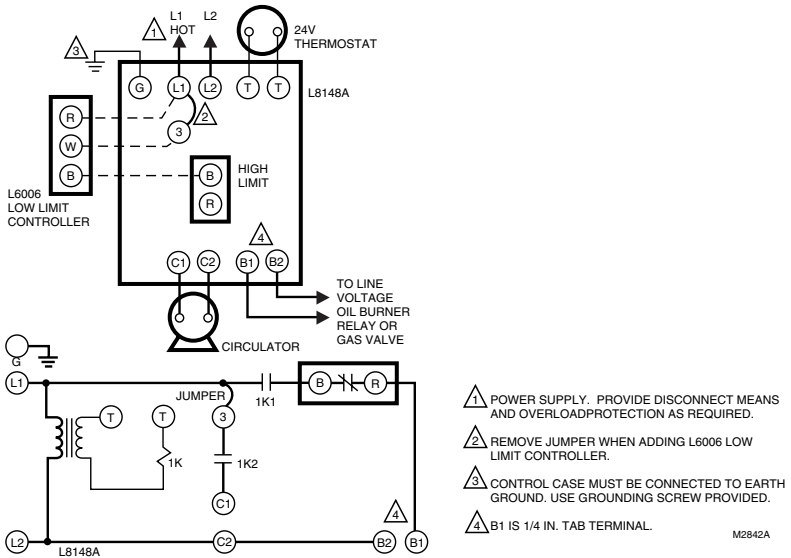 L1
HOT
L2
1
24V
THERMOSTAT
3
G
L1
L2
T
T
L8148A
R
2
3
W
B
B
HIGH
LIMIT
R
L6006
LOW LIMIT
CONTROLLER
4
C1
C2
B1
B2
TO LINE
VOLTAGE
OIL BURNER
RELAY OR
GAS VALVE
CIRCULATOR
G
L1
JUMPER
1K1
B
R
T
T
3
1K
1K2
C1
4
L2
L8148A
C2
B2
B1
1 POWER SUPPLY. PROVIDE DISCONNECT MEANS
AND OVERLOADPROTECTION AS REQUIRED.
2 REMOVE JUMPER WHEN ADDING L6006 LOW
LIMIT CONTROLLER.
3 CONTROL CASE MUST BE CONNECTED TO EARTH
GROUND. USE GROUNDING SCREW PROVIDED.
4 B1 IS 1/4 IN. TAB TERMINAL.
M2842A